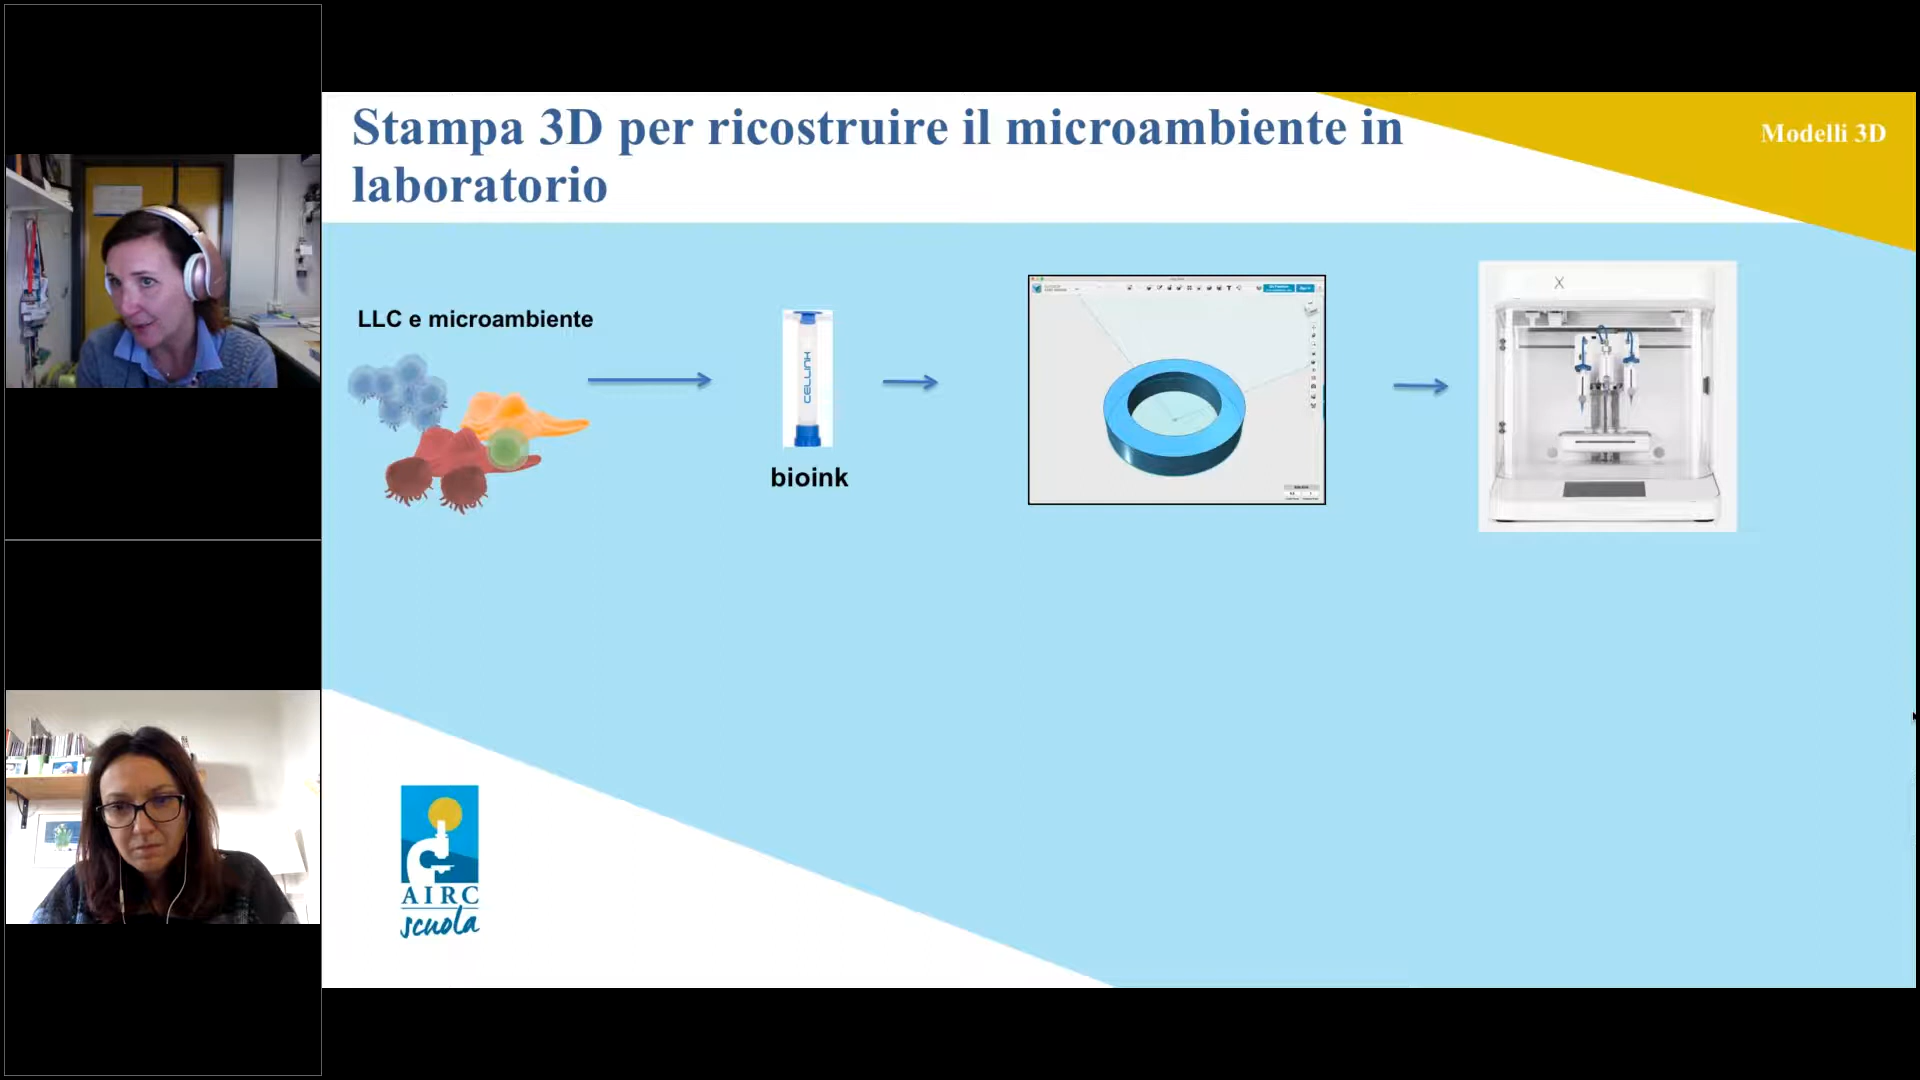 Stampa 3D per ricostruire il microambiente in
laboratorio
Modelli 3D
LLC e microambiente
CELLINK
bioink
X
AIRC
scuola